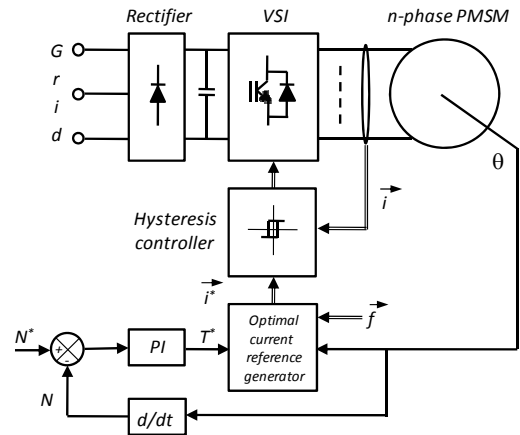 Rectifier
VSI
n-phase PMSM
G
r
i
d
θ
Hysteresis
controller
i
i*
Optimal
current
reference
generator
f
N*
+
-
PI
T*
N
d/dt